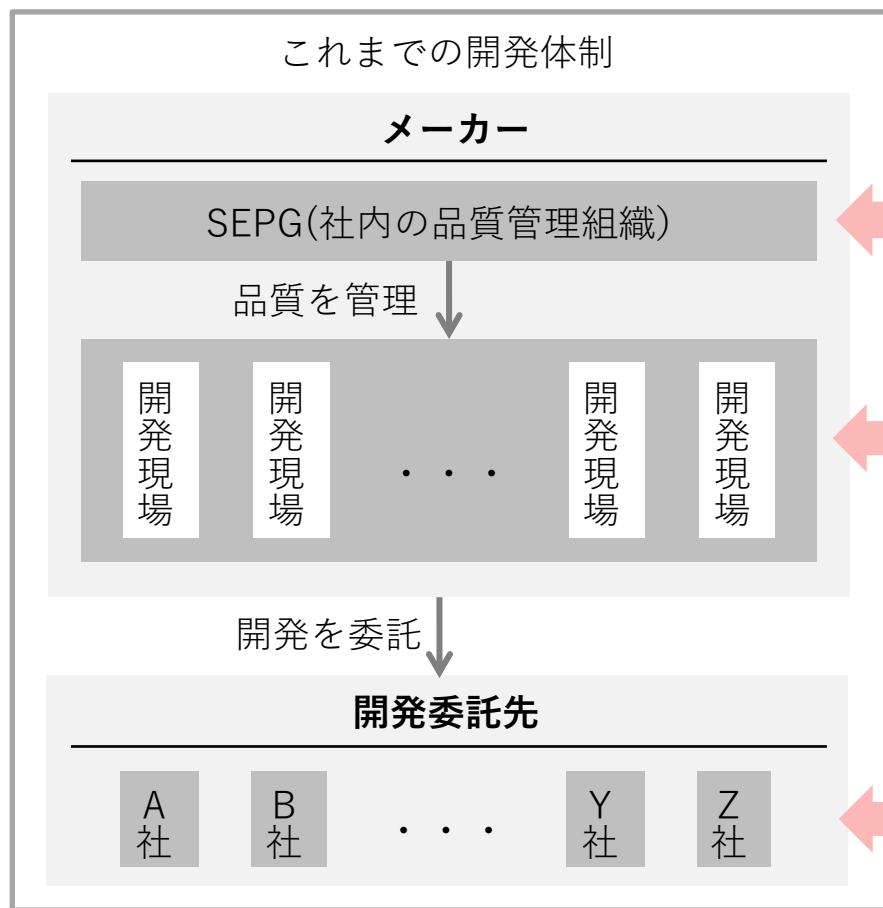 これまでの開発体制
メーカー
SEPG(社内の品質管理組織)
品質を管理
開発現場
開発現場
・・・
開発現場
開発現場
開発を委託
開発委託先
A社
B社
・・・
Y社
Z社